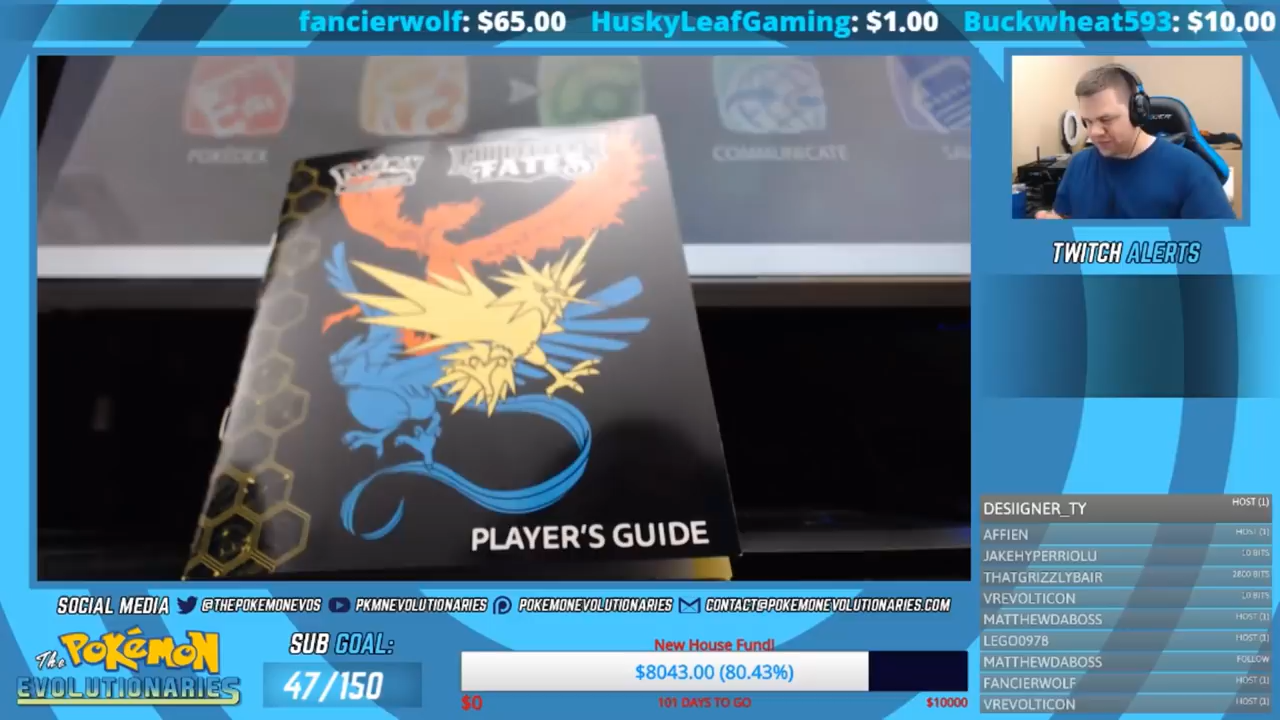 fancierwolf: $65.00 HuskyLeafGaming: $1.00 Buckwheat593: $10.00
POKÉDEX
COMMUNICATE
POKÉMON
FATES
PLAYER'S GUIDE
TWITCH ALERTS
DESIIGNER_TY HOST (1)
AFFIEN HOST (1)
JAKEHYPERRIOLU 10 BITS
THATGRIZZLYBAIR 2800 BITS
VREVOLTICON 10 BITS
MATTHEWDABOSS HOST (1)
LEGO0978 HOST (1)
MATTHEWDABOSS FOLLOW
FANCIERWOLF HOST (1)
VREVOLTICON HOST (1)
SOCIAL MEDIA @THEPOKEMONEVOS PKMNEVOLUTIONARIES POKEMONEVOLUTIONARIES CONTACT@POKEMONEVOLUTIONARIES.COM
The POKéMON
EVOLUTIONARIES
SUB GOAL:
47/150
New House Fund!
$8043.00 (80.43%)
$0 101 DAYS TO GO $10000